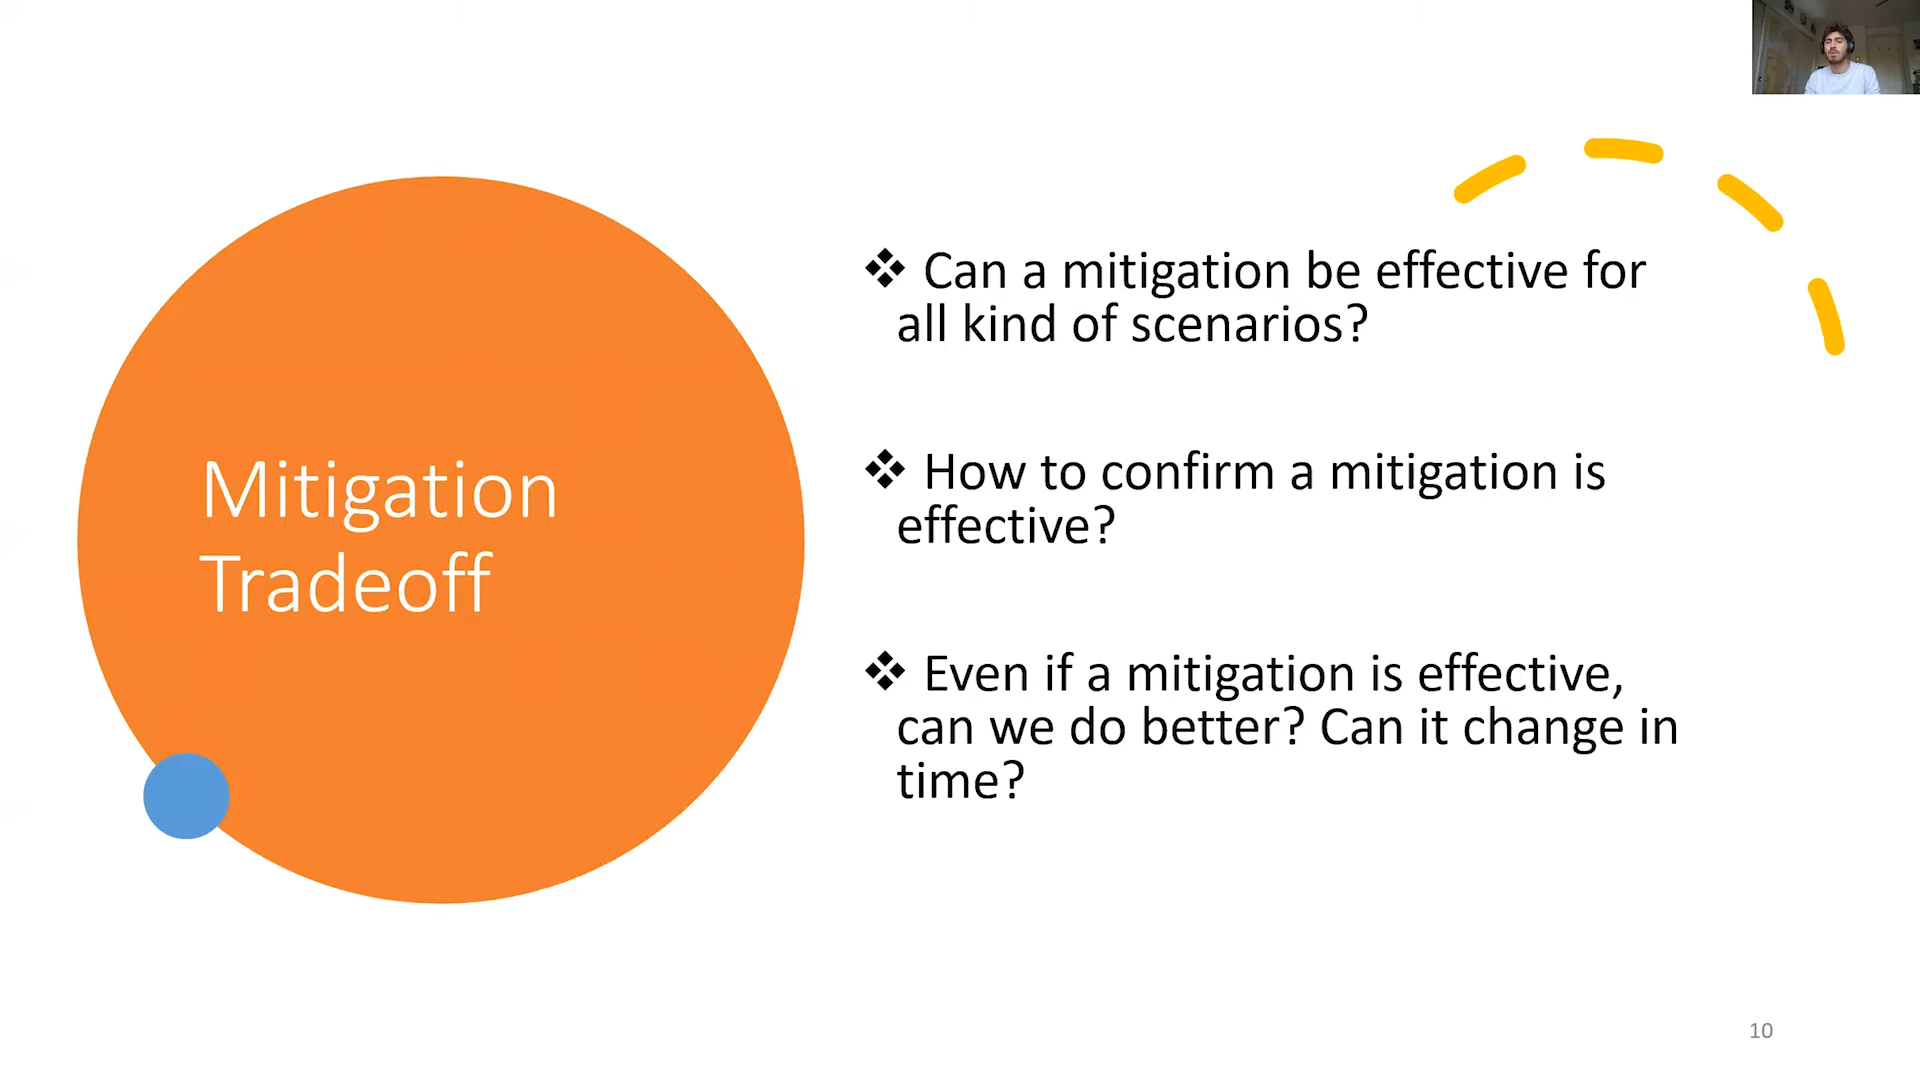 Mitigation
Tradeoff
❖ Can a mitigation be effective for
all kind of scenarios?
❖ How to confirm a mitigation is
effective?
❖ Even if a mitigation is effective,
can we do better? Can it change in
time?
10